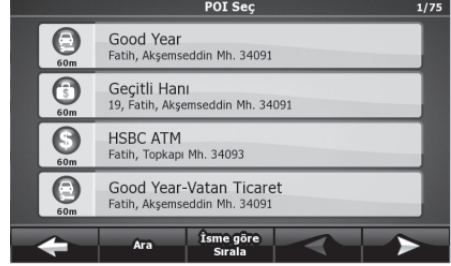 POI Seç 1/75
Good Year
Fatih, Akşemseddin Mh. 34091
60m
Geçitli Hanı
19, Fatih, Akşemseddin Mh. 34091
60m
HSBC ATM
Fatih, Topkapı Mh. 34093
60m
Good Year-Vatan Ticaret
Fatih, Akşemseddin Mh. 34091
60m
Ara
İsme göre
Sırala